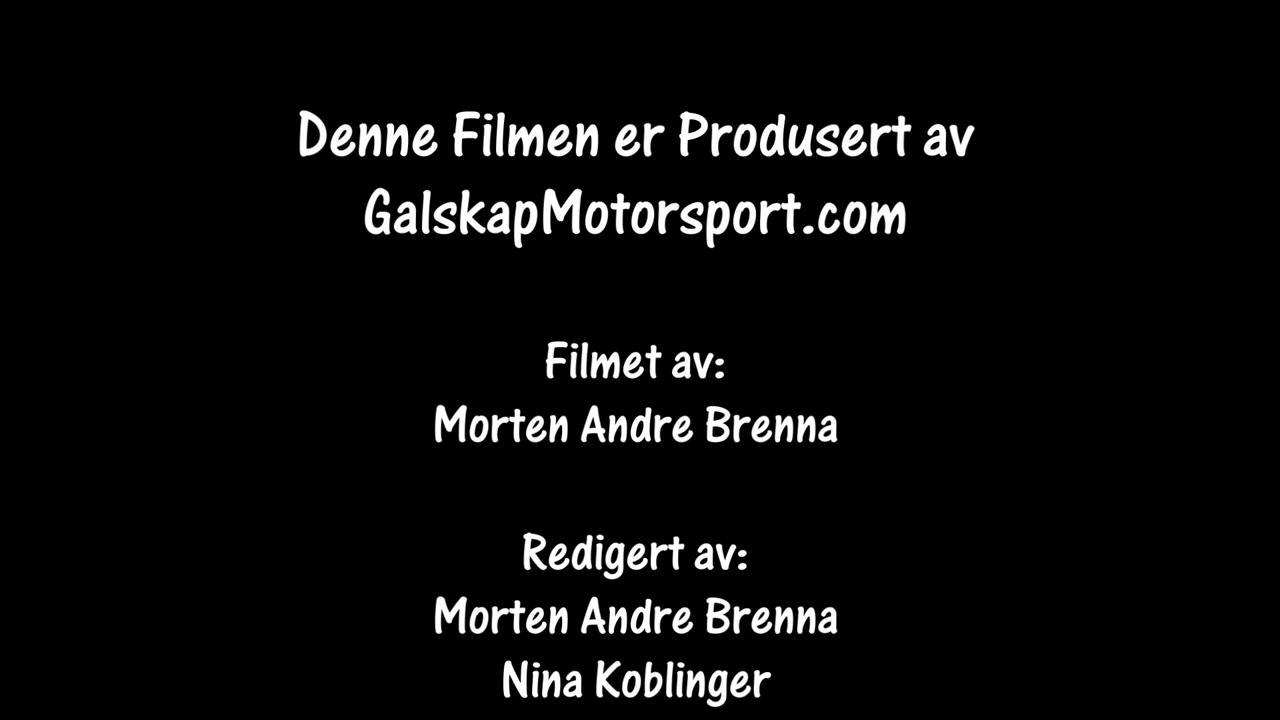 Denne Filmen er Produsert av
GalskapMotorsport.com
Filmet av:
Morten Andre Brenna
Redigert av:
Morten Andre Brenna
Nina Koblinger